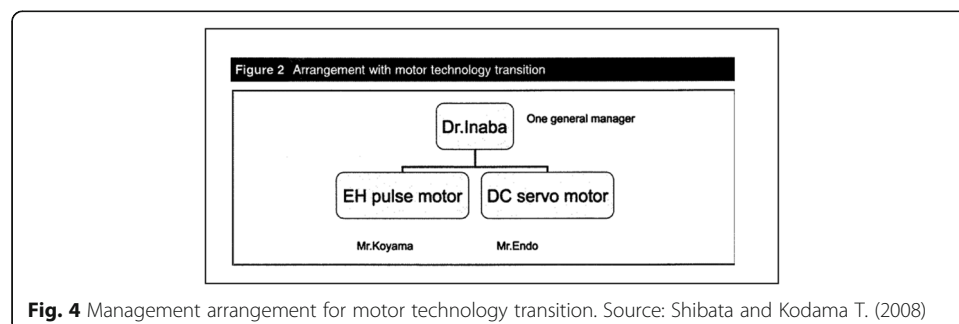 Figure 2 Arrangement with motor technology transition
Dr.Inaba
One general manager
EH pulse motor
DC servo motor
Mr.Koyama
Mr.Endo
Fig. 4 Management arrangement for motor technology transition. Source: Shibata and Kodama T. (2008)